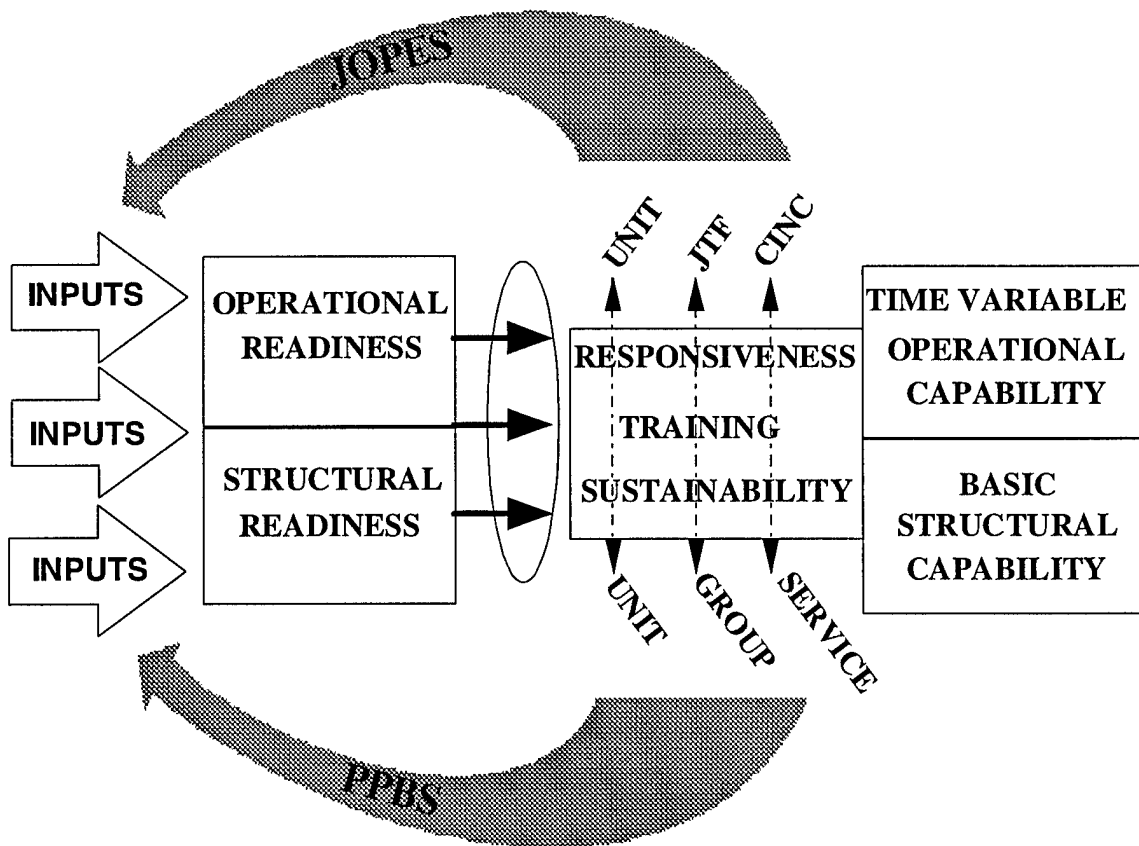 JOPES
UNIT
JTF
CINC
INPUTS
INPUTS
INPUTS
OPERATIONAL
READINESS
STRUCTURAL
READINESS
RESPONSIVENESS
TRAINING
SUSTAINABILITY
TIME VARIABLE
OPERATIONAL
CAPABILITY
BASIC
STRUCTURAL
CAPABILITY
UNIT
GROUP
SERVICE
PPBS